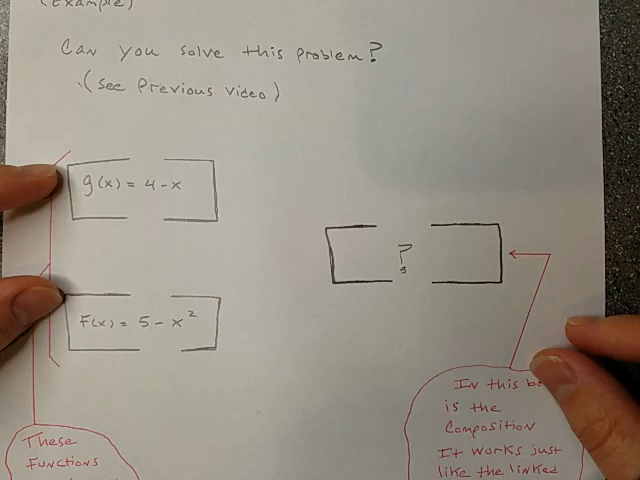 (Example)
Can you solve this problem?
(See Previous video)
g(x) = 4 - x
?
F(x) = 5 - x²
In this
is the
Composition
It works just
like the linked
These
Functions